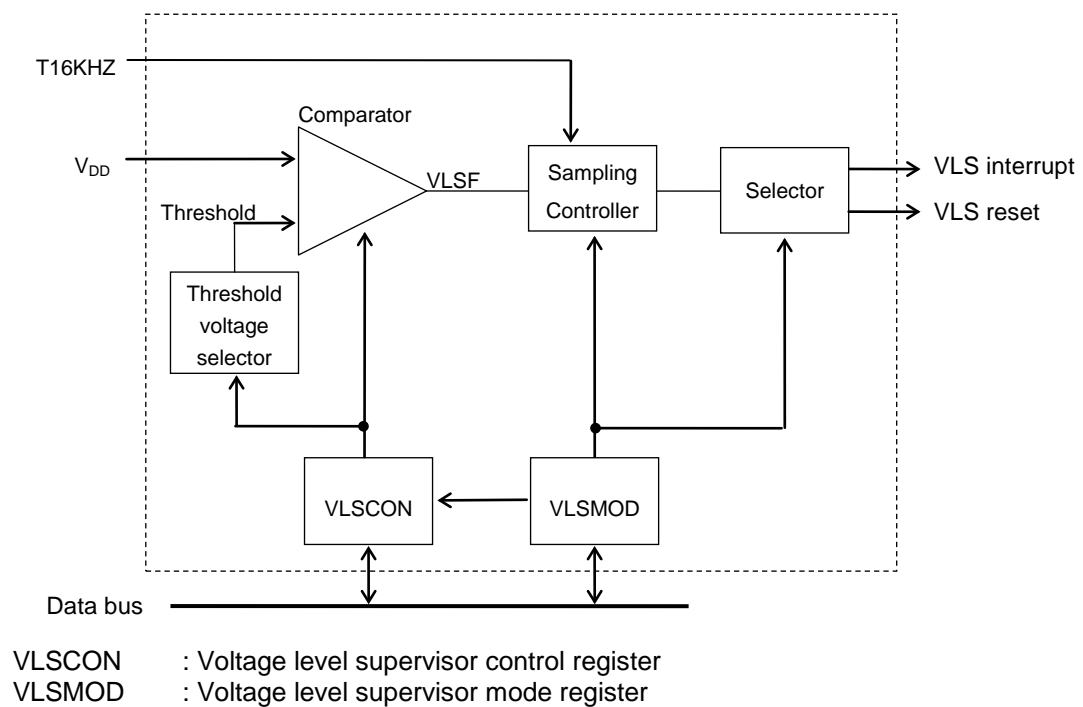 T16KHZ
Comparator
VDD
VLSF
Sampling
Controller
Selector
VLS interrupt
VLS reset
Threshold
Threshold
voltage
selector
VLSCON
VLSMOD
Data bus
VLSCON : Voltage level supervisor control register
VLSMOD : Voltage level supervisor mode register